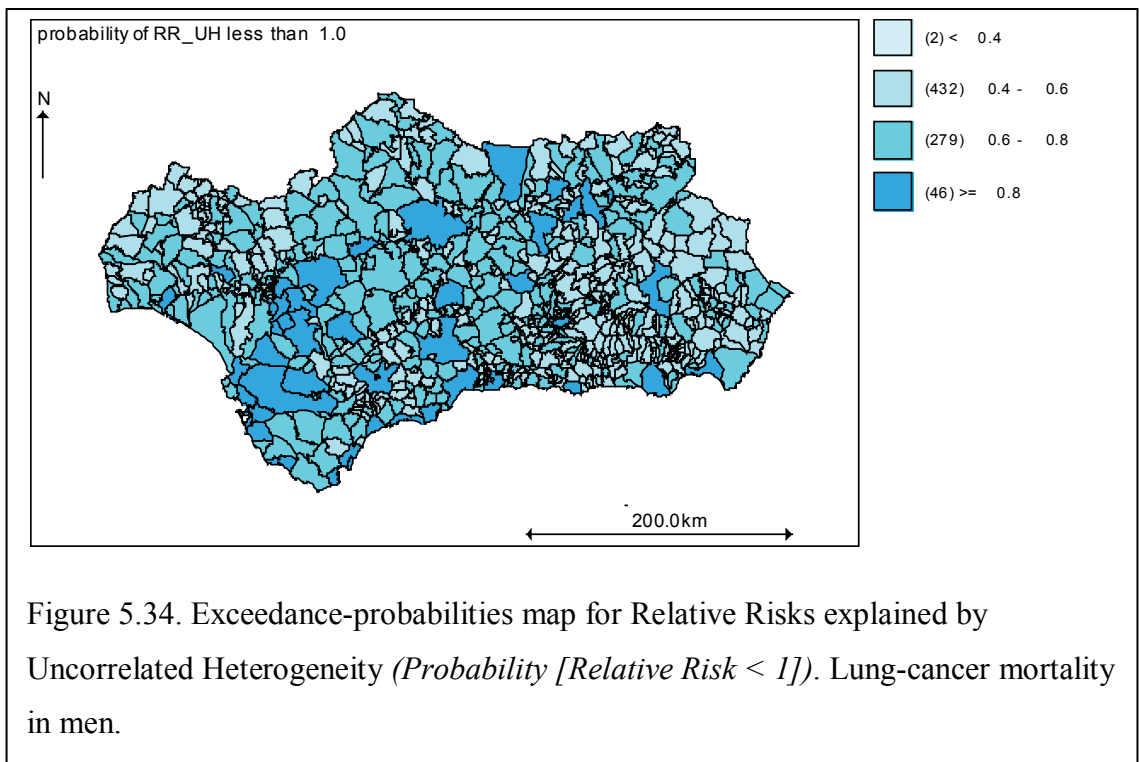 probability of RR_UH less than 1.0
N
200.0km
(2) < 0.4
(432) 0.4 - 0.6
(279) 0.6 - 0.8
(46) >= 0.8
Figure 5.34. Exceedance-probabilities map for Relative Risks explained by
Uncorrelated Heterogeneity (Probability [Relative Risk < 1]). Lung-cancer mortality
in men.